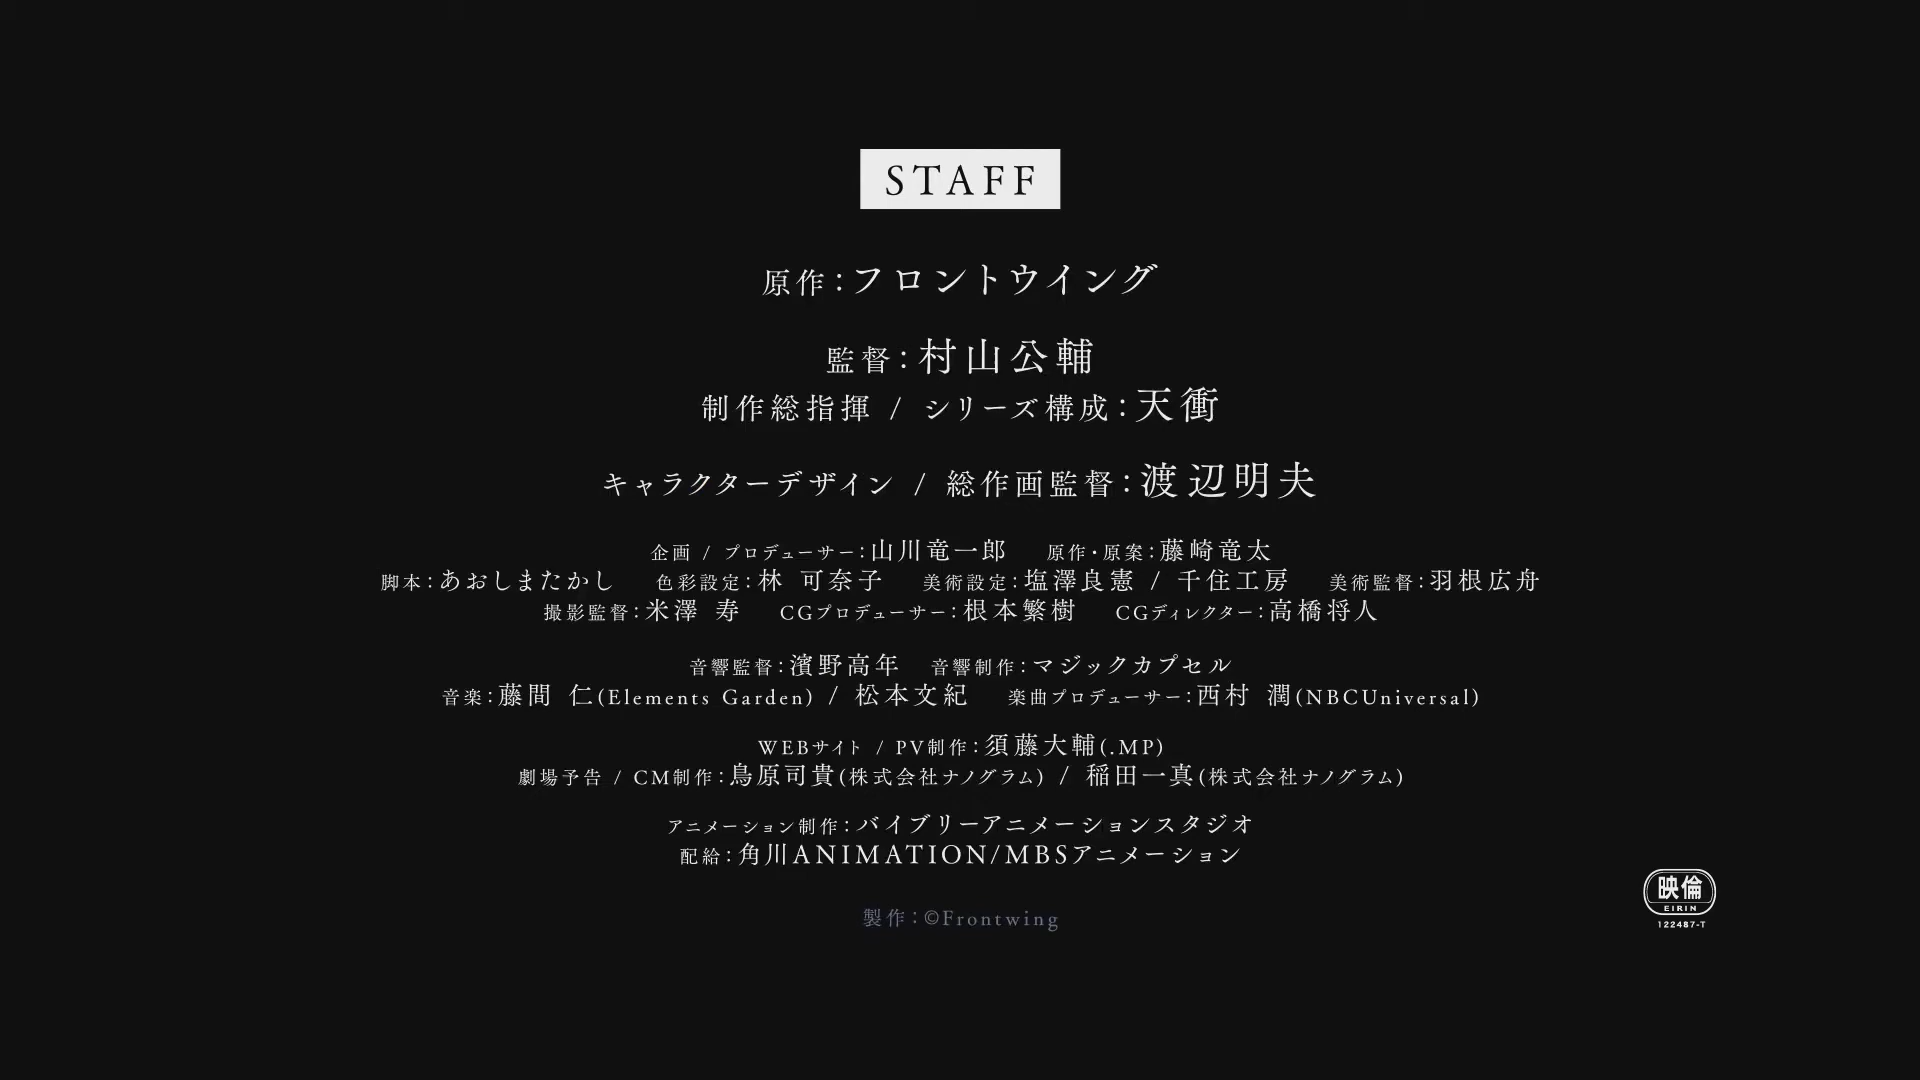 STAFF
原作：フロントウイング
監督：村山公輔
制作総指揮 / シリーズ構成：天衝
キャラクターデザイン / 総作画監督：渡辺明夫
企画 / プロデューサー：山川竜一郎　原作・原案：藤崎竜太
脚本：あおしまたかし　色彩設定：林 可奈子　美術設定：塩澤良憲 / 千住工房　美術監督：羽根広舟
撮影監督：米澤 寿　CGプロデューサー：根本繁樹　CGディレクター：高橋将人
音響監督：濱野高年　音響制作：マジックカプセル
音楽：藤間 仁(Elements Garden) / 松本文紀　楽曲プロデューサー：西村 潤(NBCUniversal)
WEBサイト / PV制作：須藤大輔(.MP)
劇場予告 / CM制作：鳥原司貴(株式会社ナノグラム) / 稲田一真(株式会社ナノグラム)
アニメーション制作：バイブリーアニメーションスタジオ
配給：角川ANIMATION/MBSアニメーション
映倫
EIRIN
122487-T
製作：©Frontwing